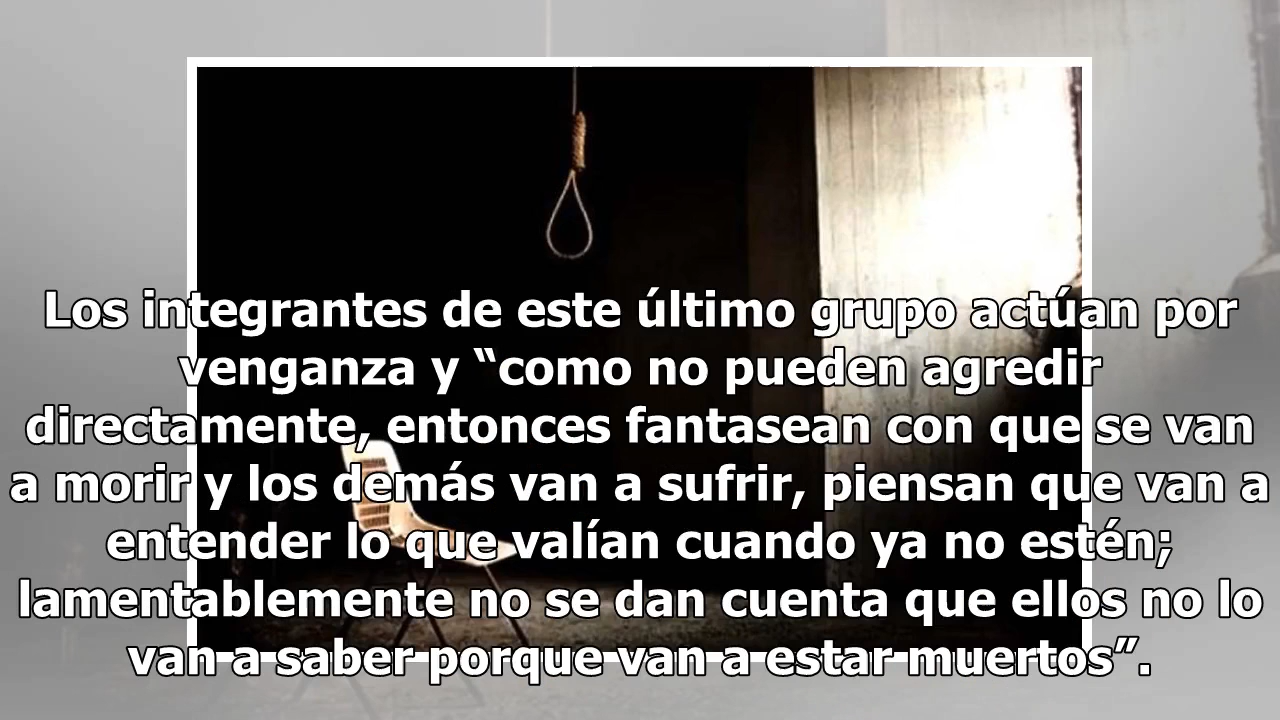 Los integrantes de este último grupo actúan por
venganza y “como no pueden agredir
directamente, entonces fantasean con que se van
a morir y los demás van a sufrir, piensan que van a
entender lo que valían cuando ya no estén;
lamentablemente no se dan cuenta que ellos no lo
van a saber porque van a estar muertos”.